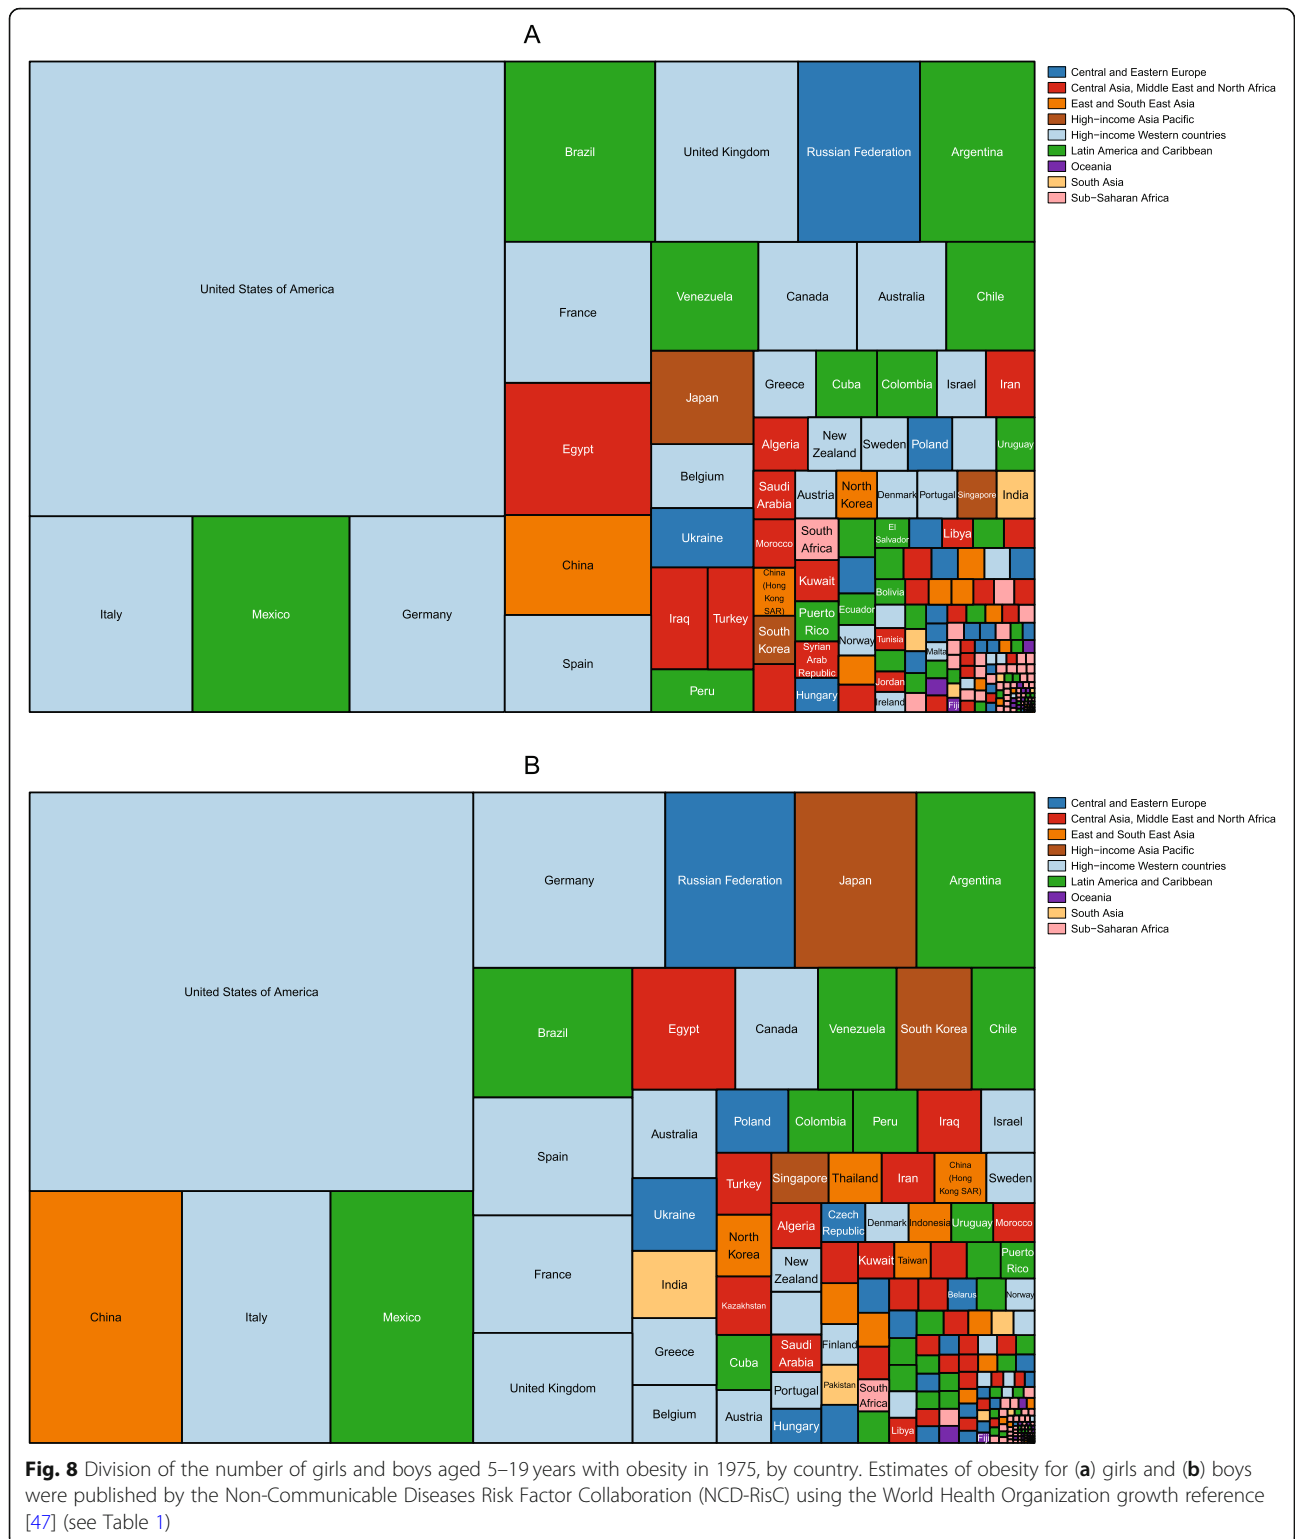 A
Central and Eastern Europe
Central Asia, Middle East and North Africa
East and South East Asia
High−income Asia Pacific
High−income Western countries
Latin America and Caribbean
Oceania
South Asia
Sub−Saharan Africa
Brazil
United Kingdom
Russian Federation
Argentina
United States of America
France
Venezuela
Canada
Australia
Chile
Japan
Greece
Cuba
Colombia
Israel
Iran
Egypt
Algeria
New
Zealand
Sweden
Poland
Uruguay
Belgium
Saudi
Arabia
Austria
North
Korea
Denmark
Portugal
Singapore
India
Ukraine
Morocco
South
Africa
El
Salvador
Libya
China
China
(Hong
Kong
SAR)
Kuwait
Bolivia
Italy
Mexico
Germany
Iraq
Turkey
Puerto
Rico
Ecuador
South
Korea
Norway
Tunisia
Malta
Spain
Syrian
Arab
Republic
Peru
Hungary
Jordan
Ireland
Fiji
B
Central and Eastern Europe
Central Asia, Middle East and North Africa
East and South East Asia
High−income Asia Pacific
High−income Western countries
Latin America and Caribbean
Oceania
South Asia
Sub−Saharan Africa
Germany
Russian Federation
Japan
Argentina
United States of America
Brazil
Egypt
Canada
Venezuela
South Korea
Chile
Australia
Poland
Colombia
Peru
Iraq
Israel
Spain
Turkey
Singapore
Thailand
Iran
China
(Hong
Kong SAR)
Sweden
Ukraine
Algeria
Czech
Republic
Denmark
Indonesia
Uruguay
Morocco
North
Korea
New
Zealand
Kuwait
Taiwan
Puerto
Rico
France
India
Kazakhstan
Belarus
Norway
China
Italy
Mexico
Greece
Cuba
Saudi
Arabia
Finland
United Kingdom
Portugal
Pakistan
South
Africa
Belgium
Austria
Hungary
Libya
Fiji
Fig. 8 Division of the number of girls and boys aged 5–19 years with obesity in 1975, by country. Estimates of obesity for (a) girls and (b) boys
were published by the Non-Communicable Diseases Risk Factor Collaboration (NCD-RisC) using the World Health Organization growth reference
[47] (see Table 1)